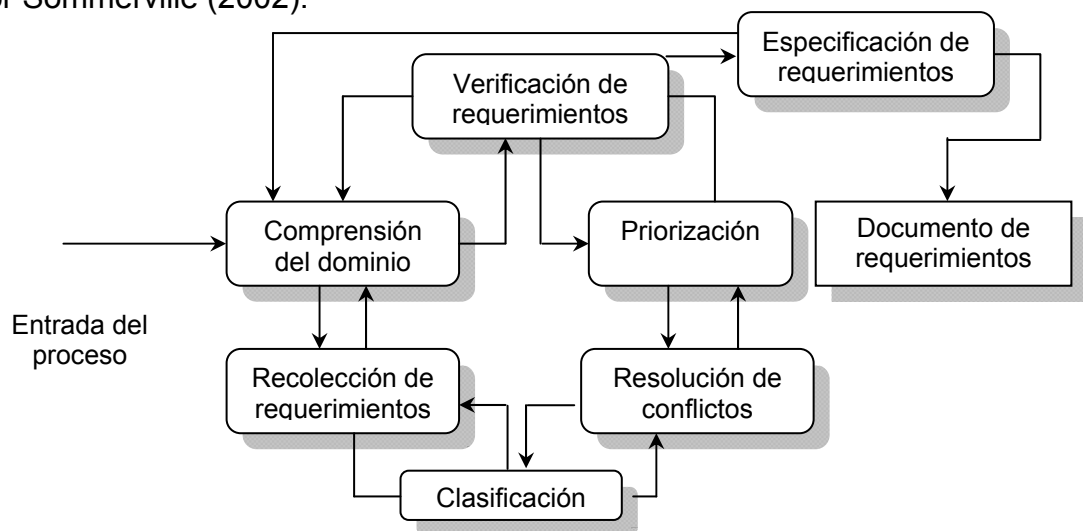 r Sommerville (2002).
Especificación de
requerimientos
Verificación de
requerimientos
Comprensión
del dominio
Priorización
Documento de
requerimientos
Entrada del
proceso
Recolección de
requerimientos
Resolución de
conflictos
Clasificación